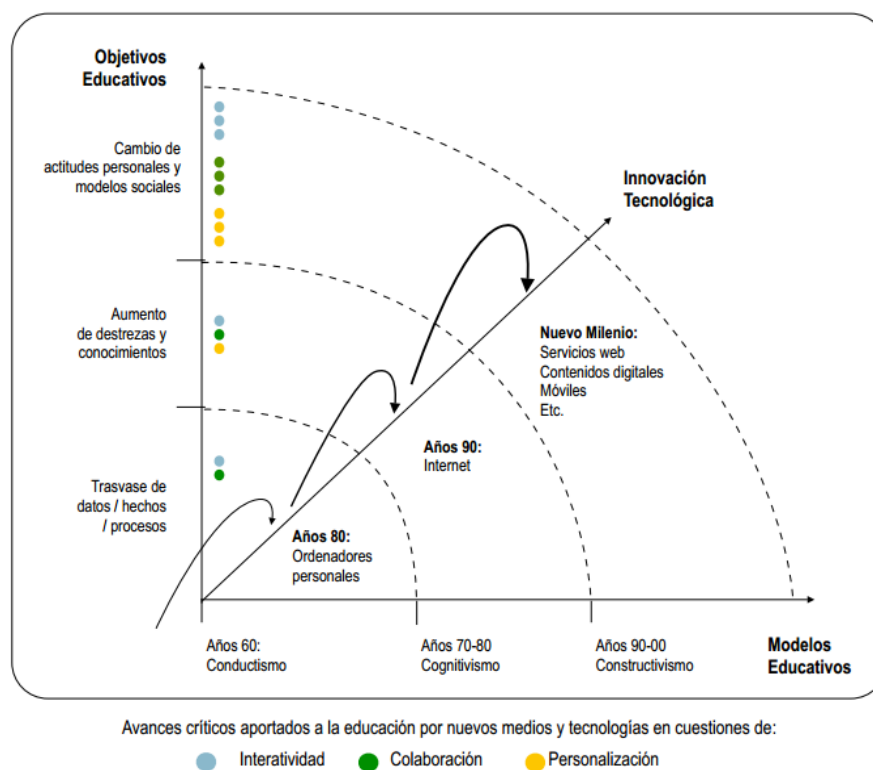 Objetivos
Educativos
Cambio de
actitudes personales y
modelos sociales
Innovación
Tecnológica
Aumento
de destrezas y
conocimientos
Nuevo Milenio:
Servicios web
Contenidos digitales
Móviles
Etc.
Años 90:
Internet
Trasvase de
datos / hechos
/ procesos
Años 80:
Ordenadores
personales
Años 60:
Conductismo
Años 70-80
Cognitivismo
Años 90-00
Constructivismo
Modelos
Educativos
Avances críticos aportados a la educación por nuevos medios y tecnologías en cuestiones de:
Interatividad
Colaboración
Personalización